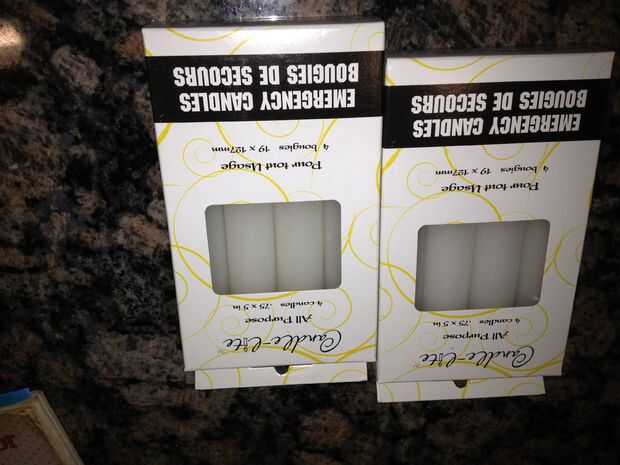 Candle-lite™
All Purpose
4 candles .75 x 5 in
Pour tout Usage
4 bougies 19 x 127mm
EMERGENCY CANDLES
BOUGIES DE SECOURS
Candle-lite™
All Purpose
4 candles .75 x 5 in
Pour tout Usage
4 bougies 19 x 127mm
EMERGENCY CANDLES
BOUGIES DE SECOURS